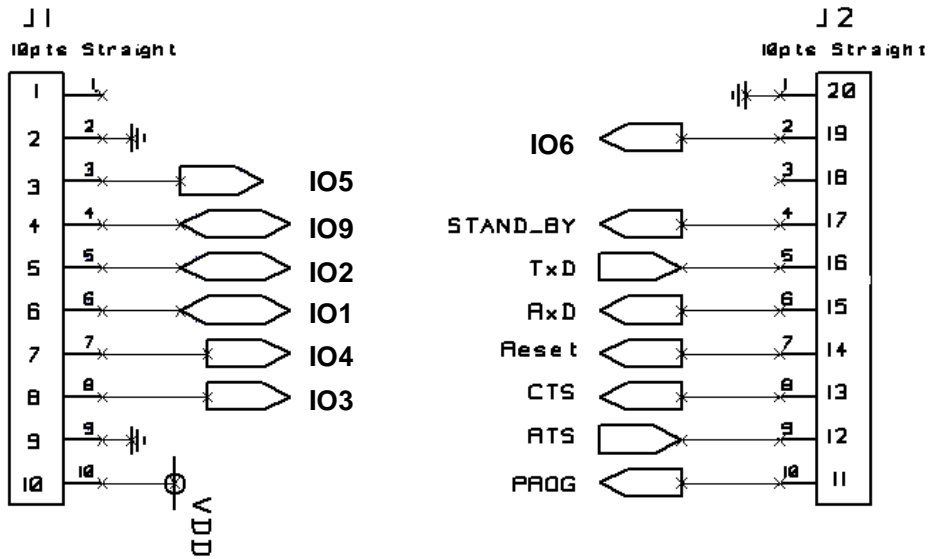 J1
10pts Straight
1 1
2 2
3 3 IO5
4 4 IO9
5 5 IO2
6 6 IO1
7 7 IO4
8 8 IO3
9 9
10 10
VDD
J2
10pts Straight
1 20
IO6 2 19
3 18
STAND_BY 4 17
TxD 5 16
RxD 6 15
Reset 7 14
CTS 8 13
RTS 9 12
PROG 10 11